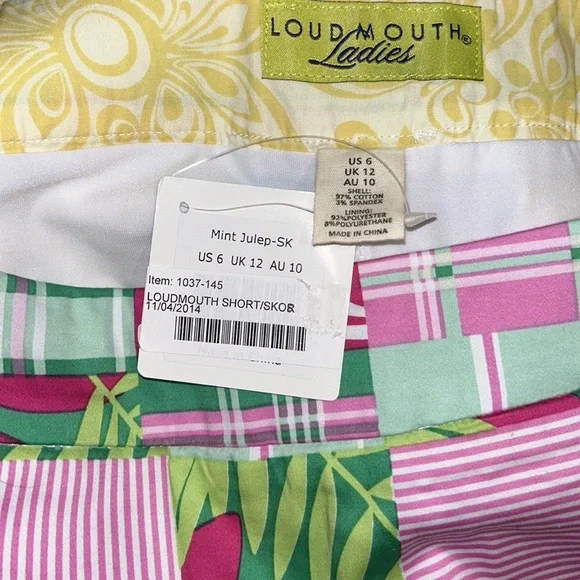 LOUDMOUTH®
Ladies
US 6
UK 12
AU 10
SHELL:
97% COTTON
3% SPANDEX
LINING:
92%POLYESTER
8%POLYURETHANE
MADE IN CHINA
Mint Julep-SK
US 6 UK 12 AU 10
Item: 1037-145
LOUDMOUTH SHORT/SKOR
11/04/2014